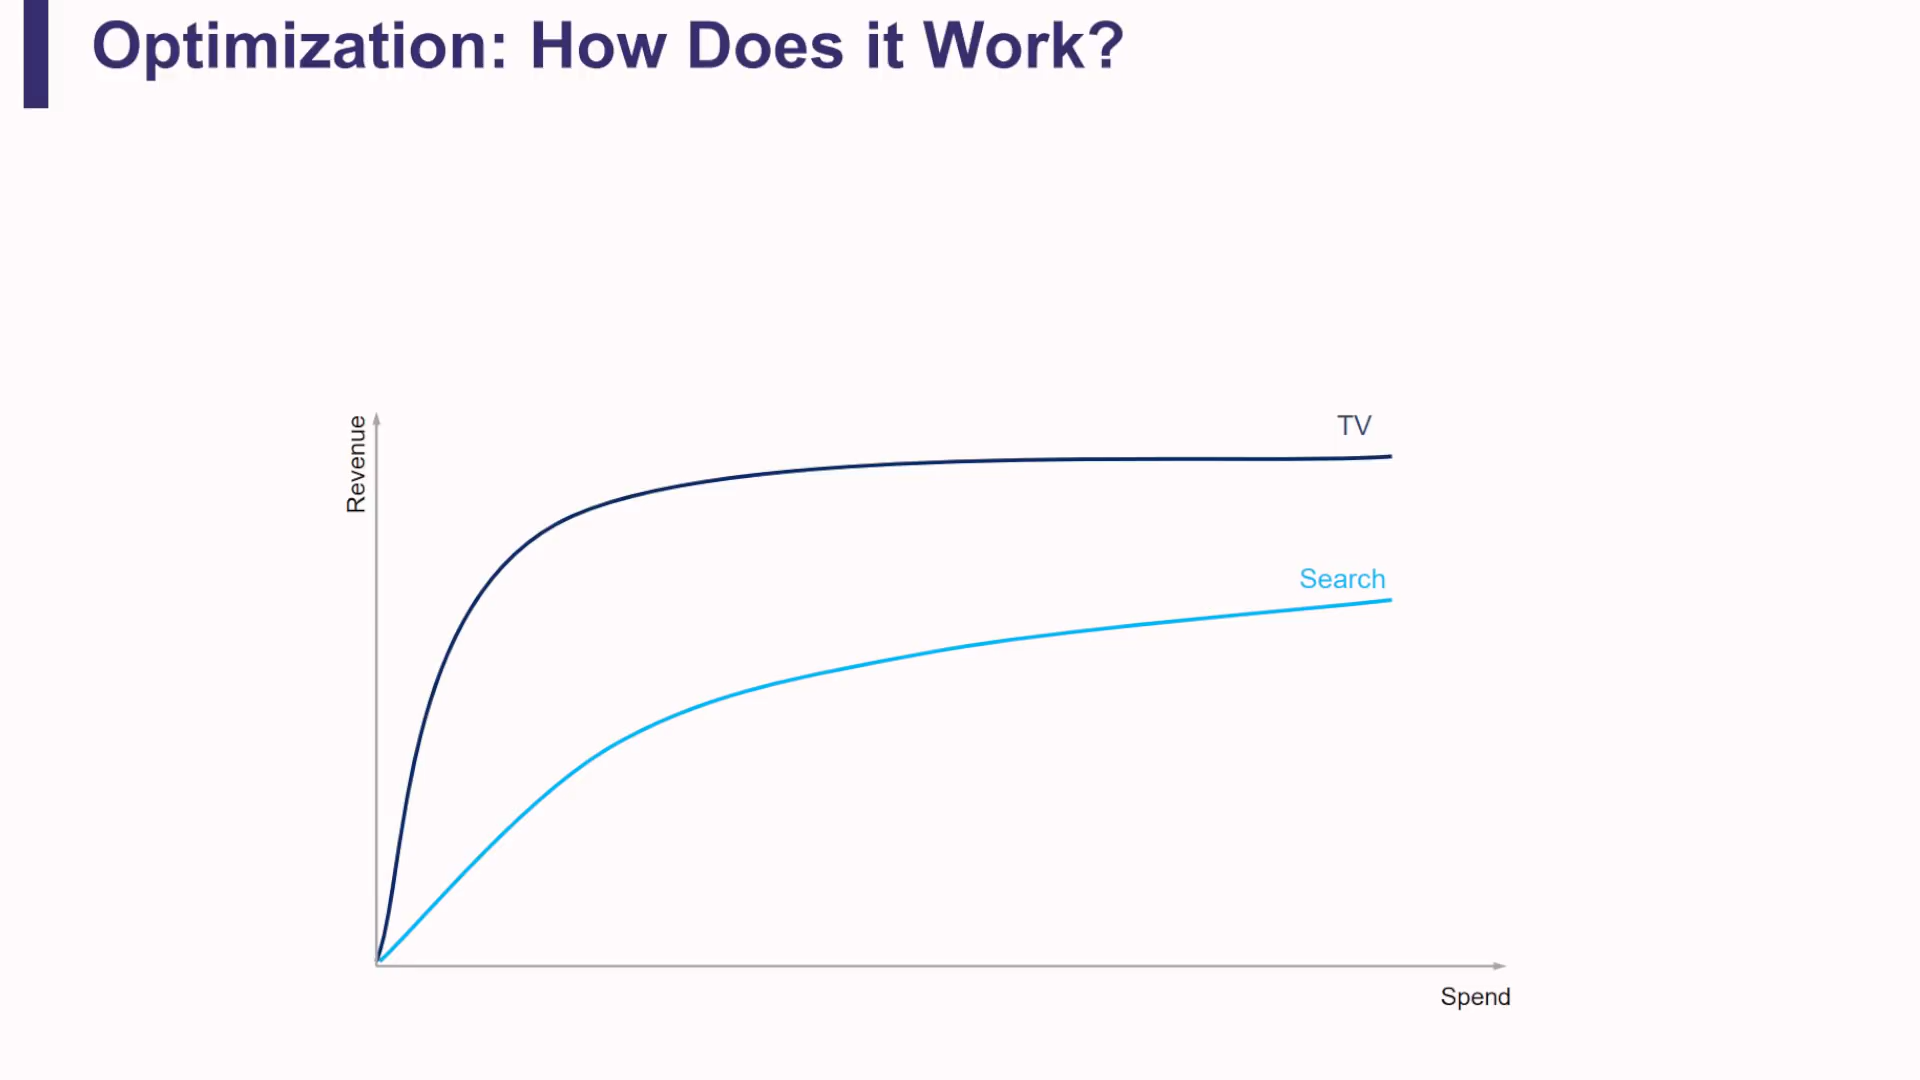 Optimization: How Does it Work?
Revenue
TV
Search
Spend